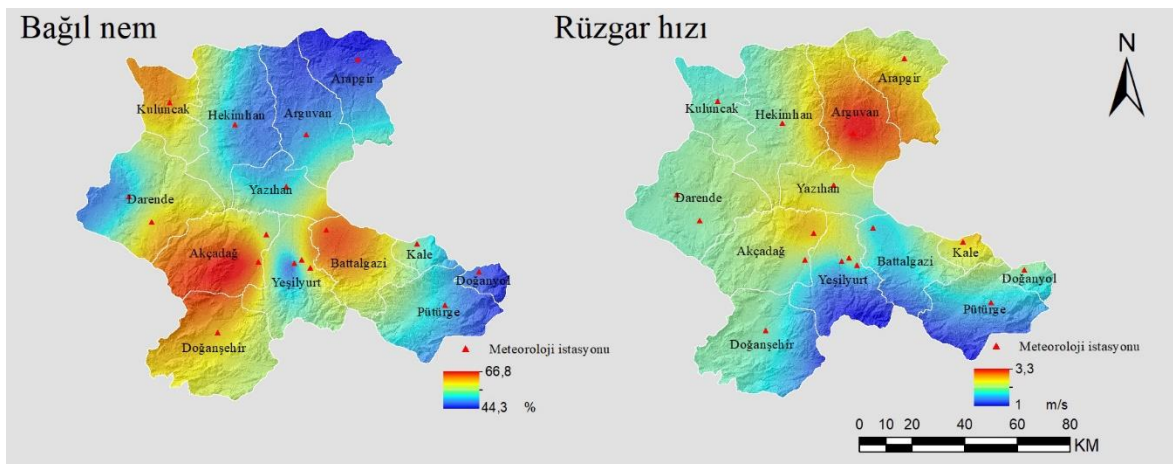 Bağıl nem
Kuluncak
Hekimhan
Arguvan
Arapgir
Darende
Yazıhan
Akçadağ
Yeşilyurt
Battalgazi
Kale
Doğanyol
Pütürge
Doğanşehir
Meteoroloji istasyonu
66,8
44,3 %
Rüzgar hızı
N
Kuluncak
Hekimhan
Arguvan
Arapgir
Darende
Yazıhan
Akçadağ
Yeşilyurt
Battalgazi
Kale
Doğanyol
Pütürge
Doğanşehir
Meteoroloji istasyonu
3,3
1 m/s
0 10 20 40 60 80
KM